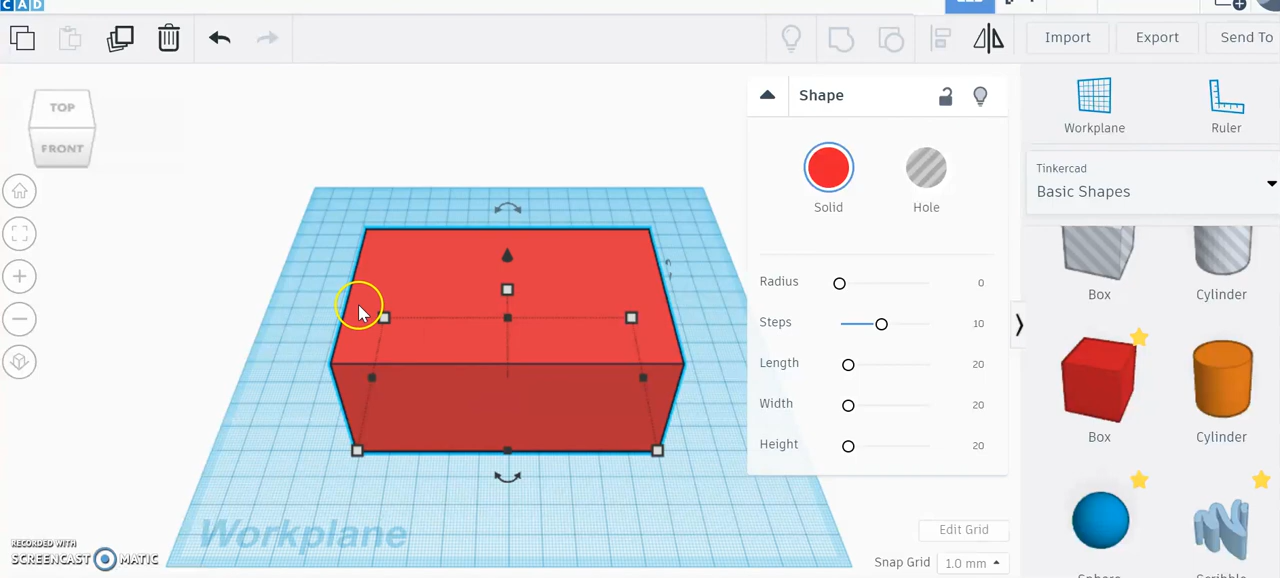 CAD
Import
Export
Send To
TOP
FRONT
Shape
Solid
Hole
Radius 0
Steps 10
Length 20
Width 20
Height 20
Workplane
Ruler
Tinkercad
Basic Shapes
Box
Cylinder
Box
Cylinder
Workplane
Edit Grid
Snap Grid 1.0 mm
RECORDED WITH
SCREENCAST MATIC
Sphere
Scribble